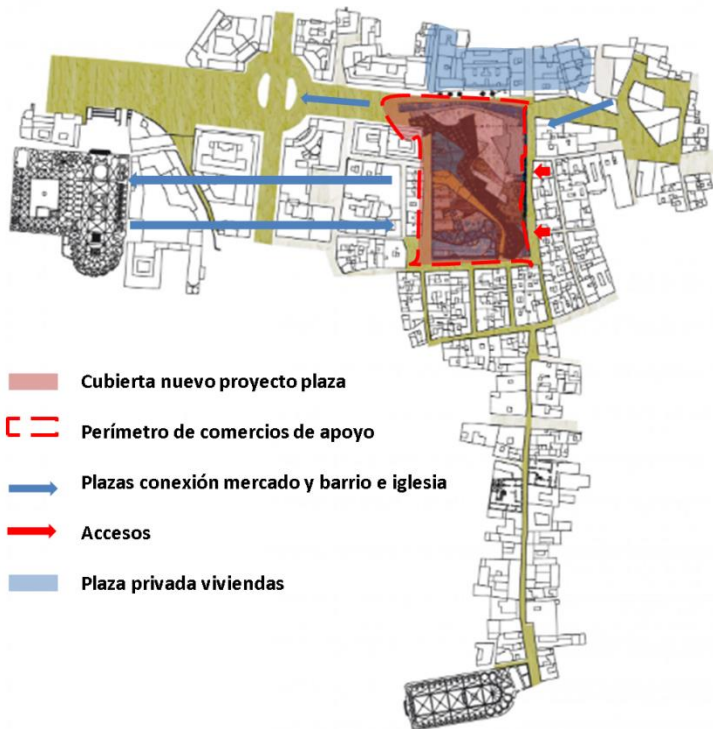 Cubierta nuevo proyecto plaza
Perímetro de comercios de apoyo
Plazas conexión mercado y barrio e iglesia
Accesos
Plaza privada viviendas